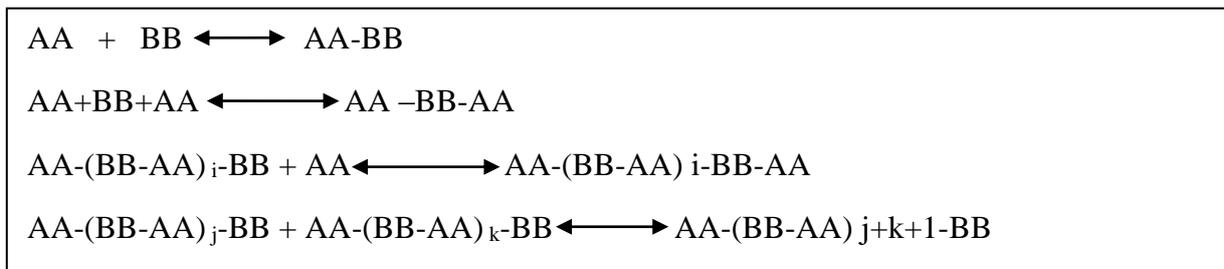 AA + BB ⟷ AA-BB
AA+BB+AA ⟷ AA –BB-AA
AA-(BB-AA) i-BB + AA ⟷ AA-(BB-AA) i-BB-AA
AA-(BB-AA) j-BB + AA-(BB-AA) k-BB ⟷ AA-(BB-AA) j+k+1-BB